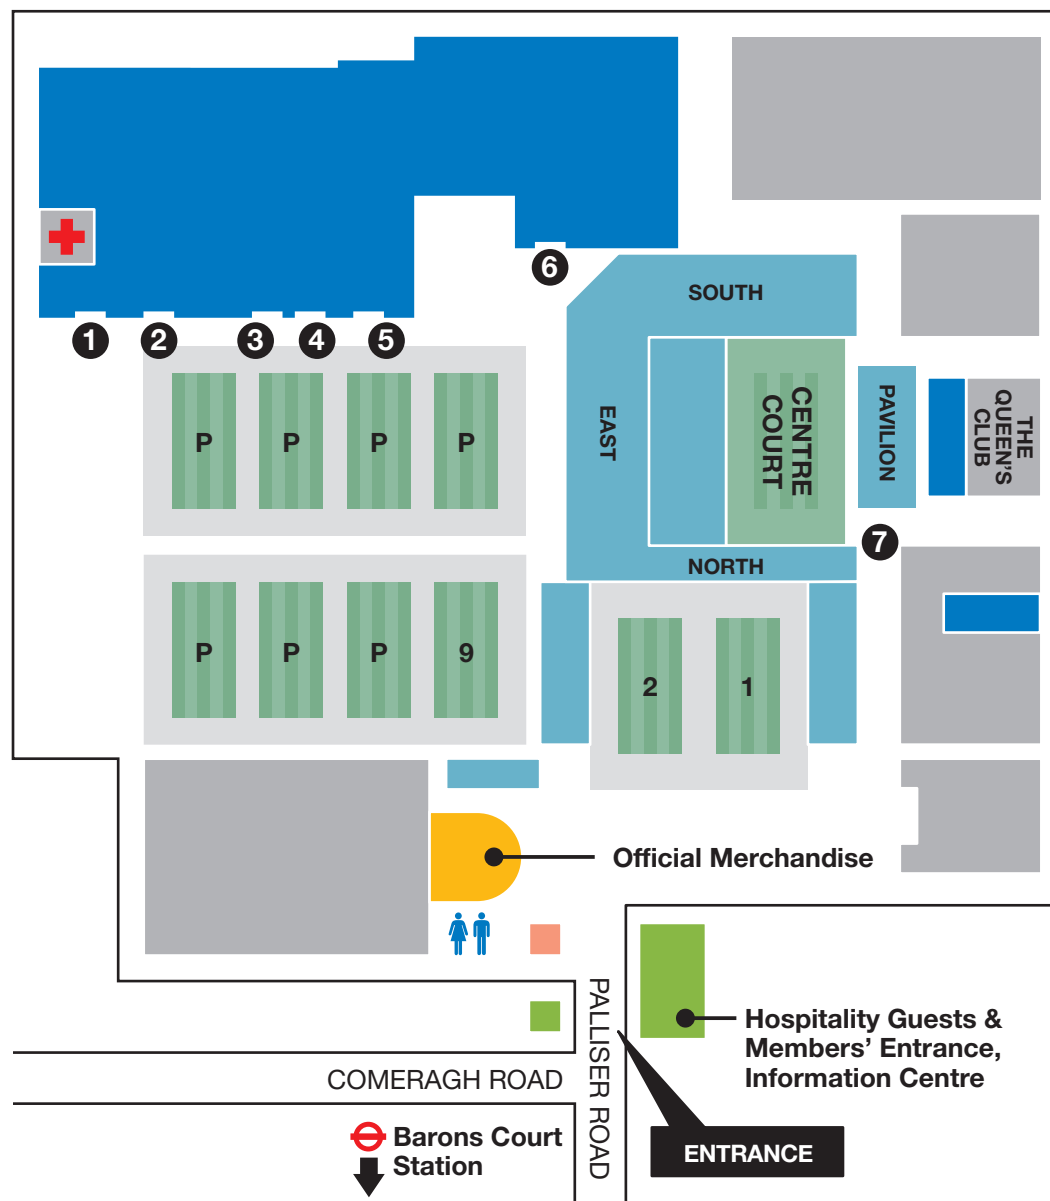 6
SOUTH
1
2
3
4
5
EAST
CENTRE
COURT
PAVILION
THE
QUEEN'S
CLUB
P
P
P
P
7
NORTH
P
P
P
9
2
1
Official Merchandise
PALLISER ROAD
Hospitality Guests &
Members’ Entrance,
Information Centre
COMERAGH ROAD
Barons Court
Station
ENTRANCE